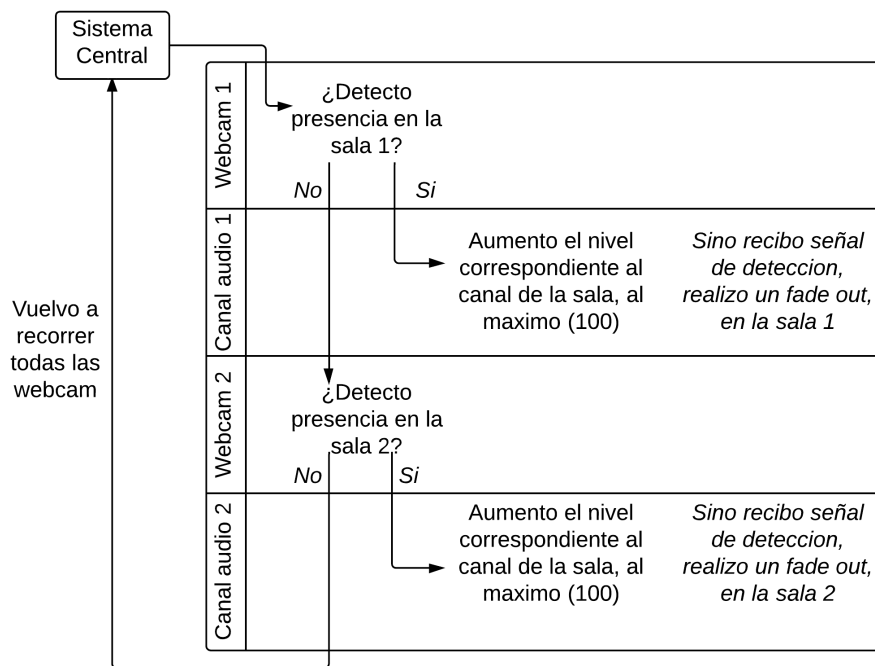 Sistema
Central
Webcam 1
¿Detecto
presencia en la
sala 1?
No
Si
Canal audio 1
Aumento el nivel
correspondiente al
canal de la sala, al
maximo (100)
Sino recibo señal
de deteccion,
realizo un fade out,
en la sala 1
Vuelvo a
recorrer
todas las
webcam
Webcam 2
¿Detecto
presencia en la
sala 2?
No
Si
Canal audio 2
Aumento el nivel
correspondiente al
canal de la sala, al
maximo (100)
Sino recibo señal
de deteccion,
realizo un fade out,
en la sala 2